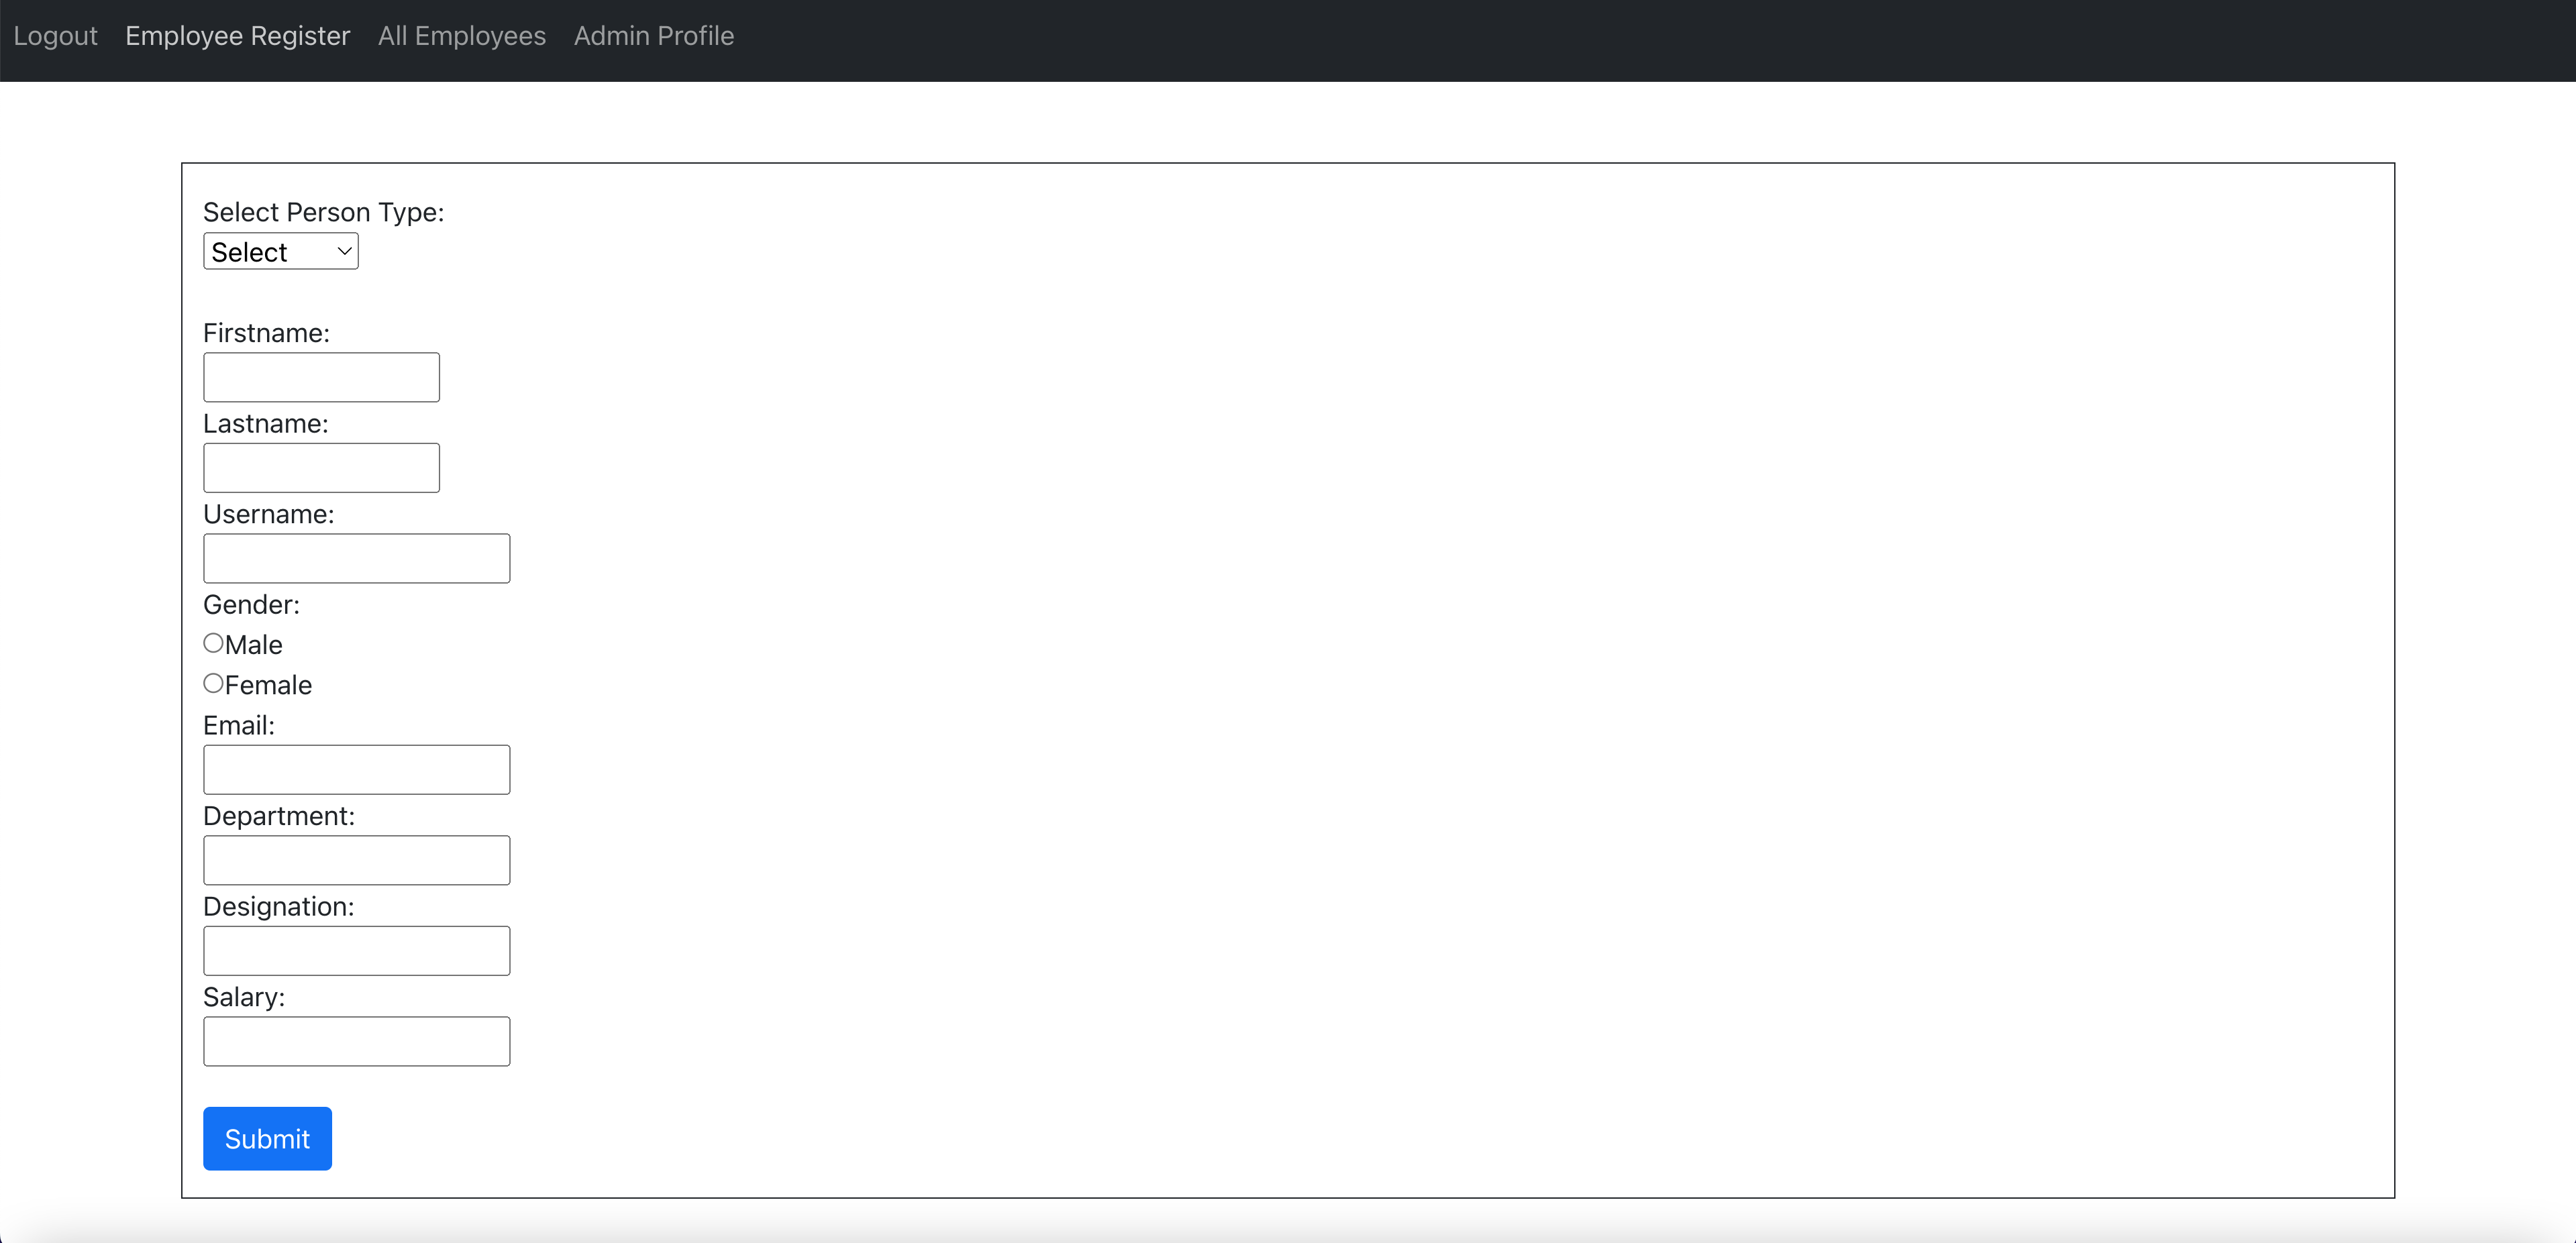 Logout Employee Register All Employees Admin Profile
Select Person Type:
Select
Firstname:
Lastname:
Username:
Gender:
Male
Female
Email:
Department:
Designation:
Salary:
Submit